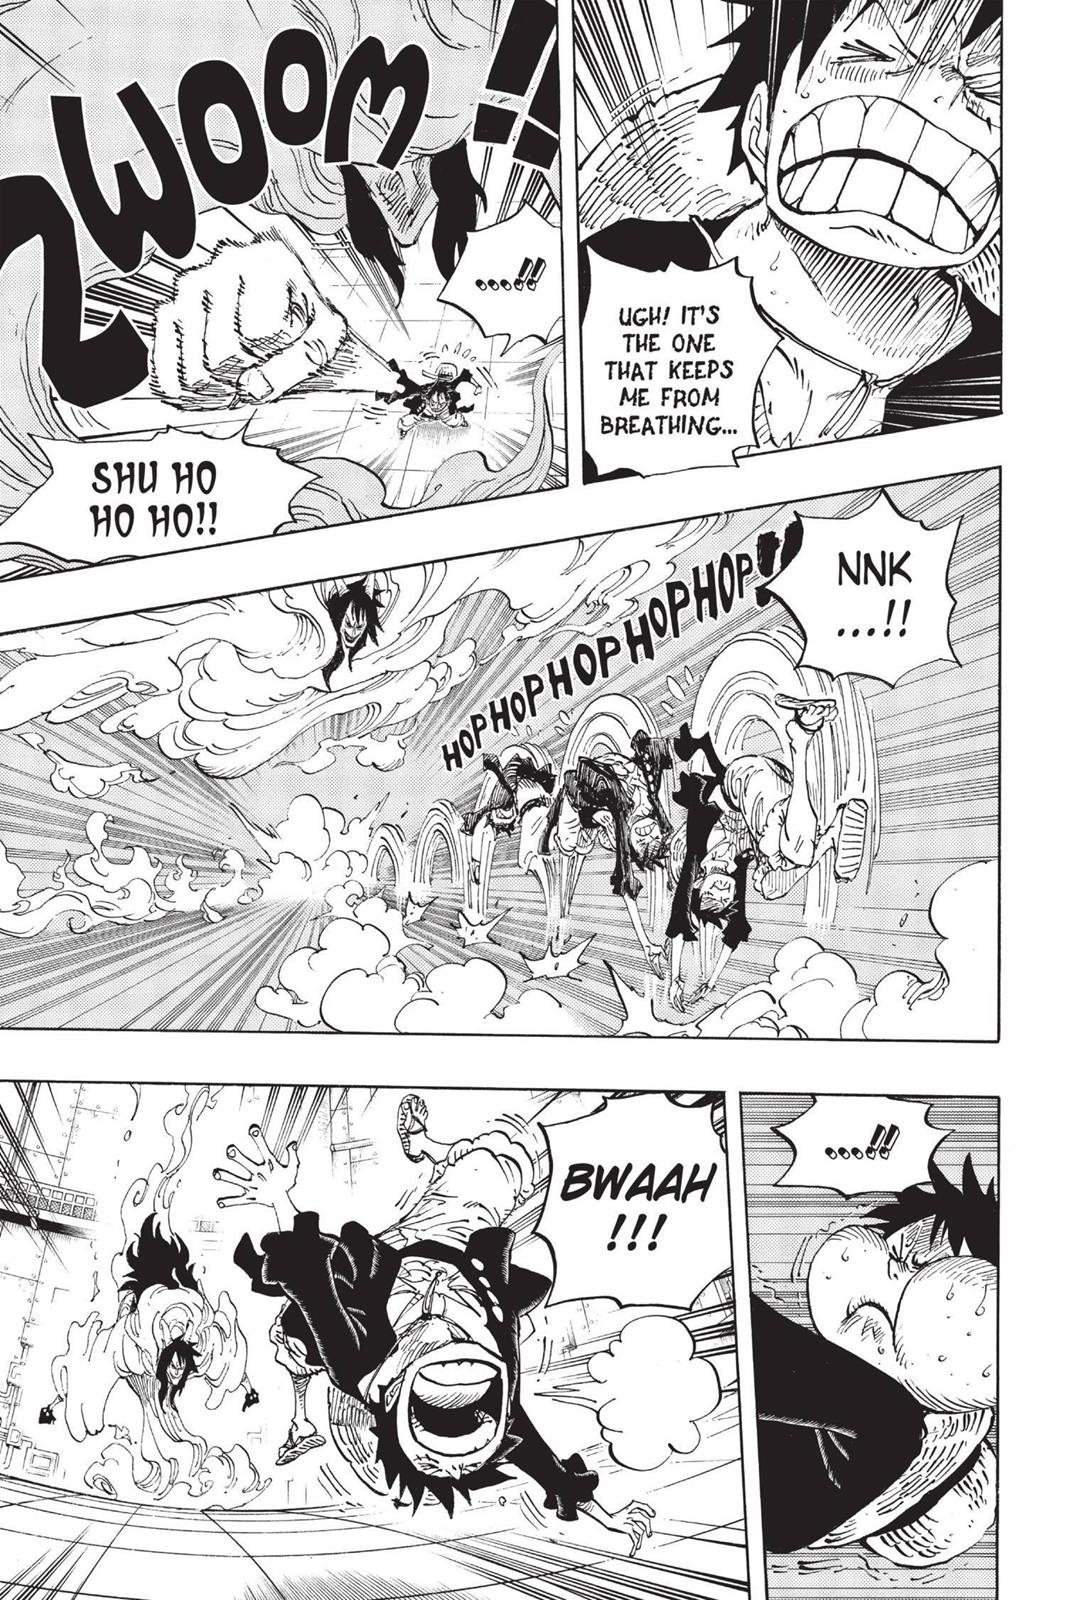 UGH! IT'S
THE ONE
THAT KEEPS
ME FROM
BREATHING...
...!!
ZWOOM!!
SHU HO
HO HO!!
NNK
...!!
HOPHOPHOPHOPHOP!!
...!!
BWAAH
!!!